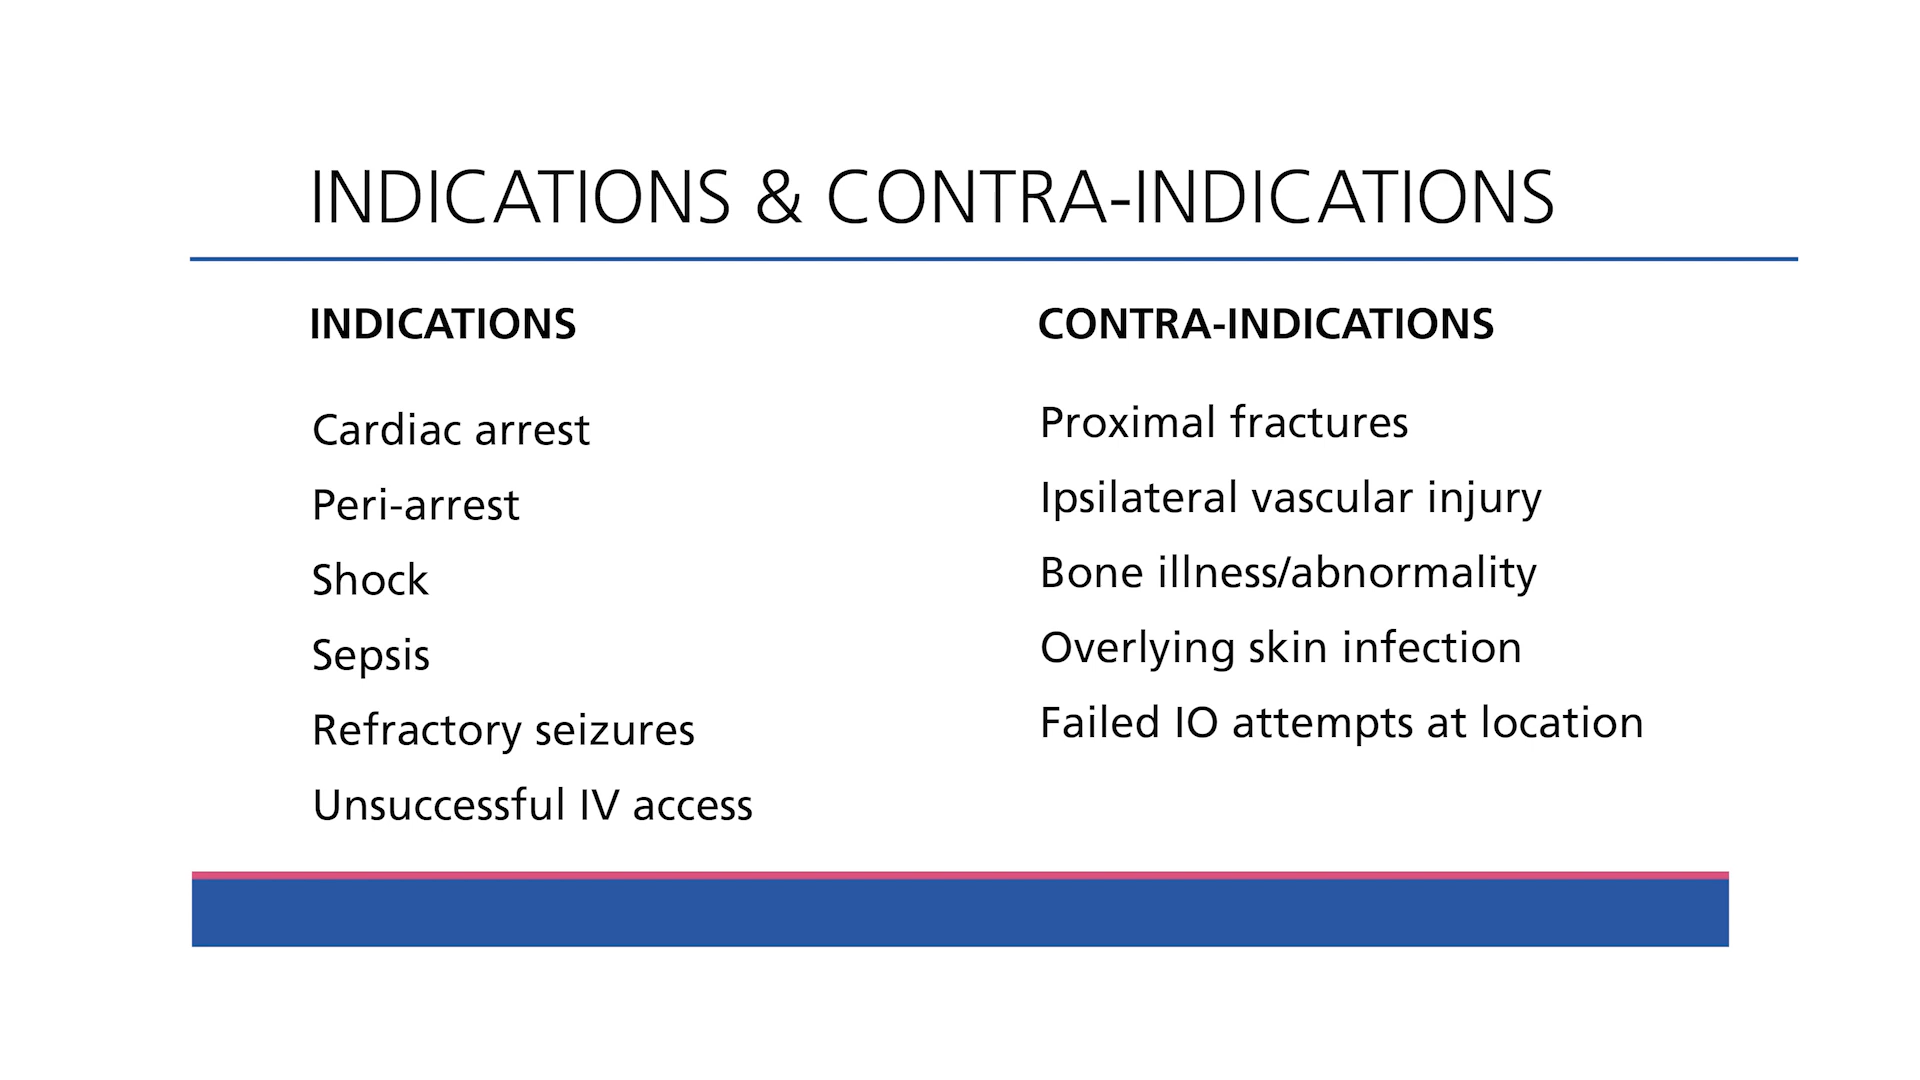 INDICATIONS & CONTRA-INDICATIONS
INDICATIONS
Cardiac arrest
Peri-arrest
Shock
Sepsis
Refractory seizures
Unsuccessful IV access
CONTRA-INDICATIONS
Proximal fractures
Ipsilateral vascular injury
Bone illness/abnormality
Overlying skin infection
Failed IO attempts at location